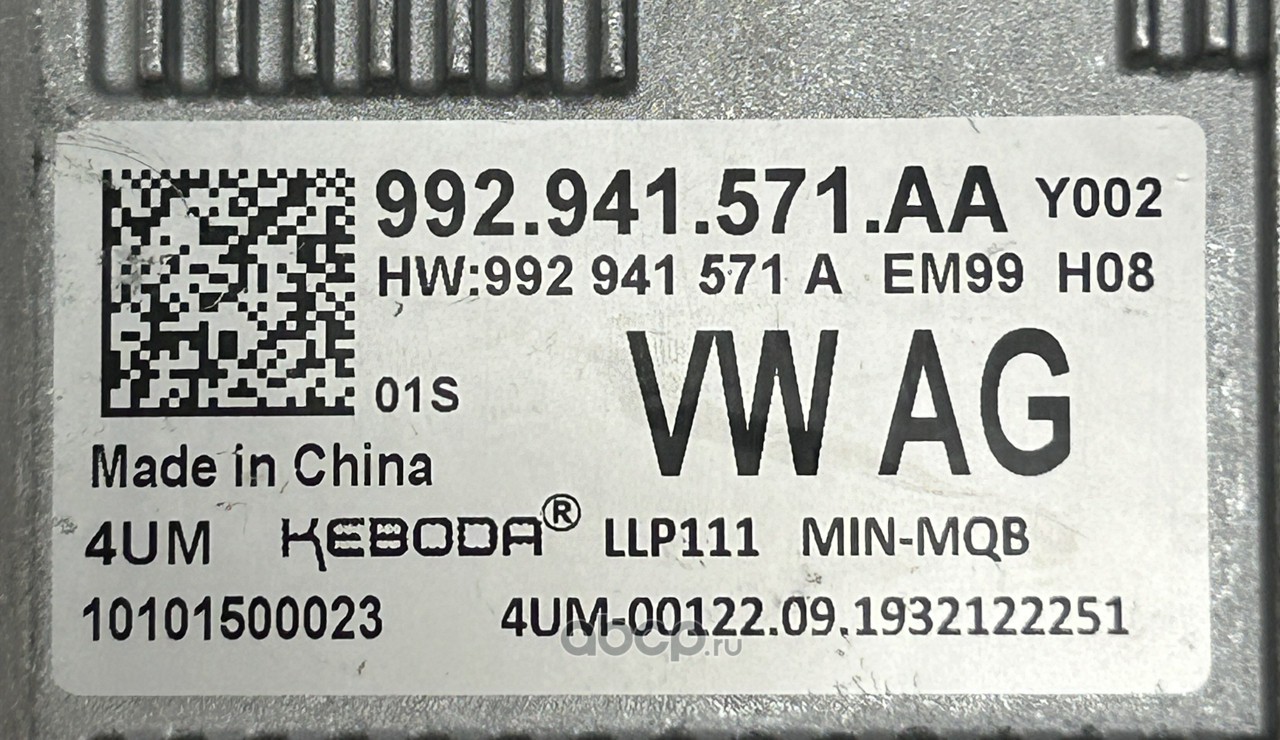 992.941.571.AA Y002
HW:992 941 571 A EM99 H08
VW AG
01S
Made in China
4UM KEBODA® LLP111 MIN-MQB
10101500023 4UM-00122.09.1932122251
abcp.ru